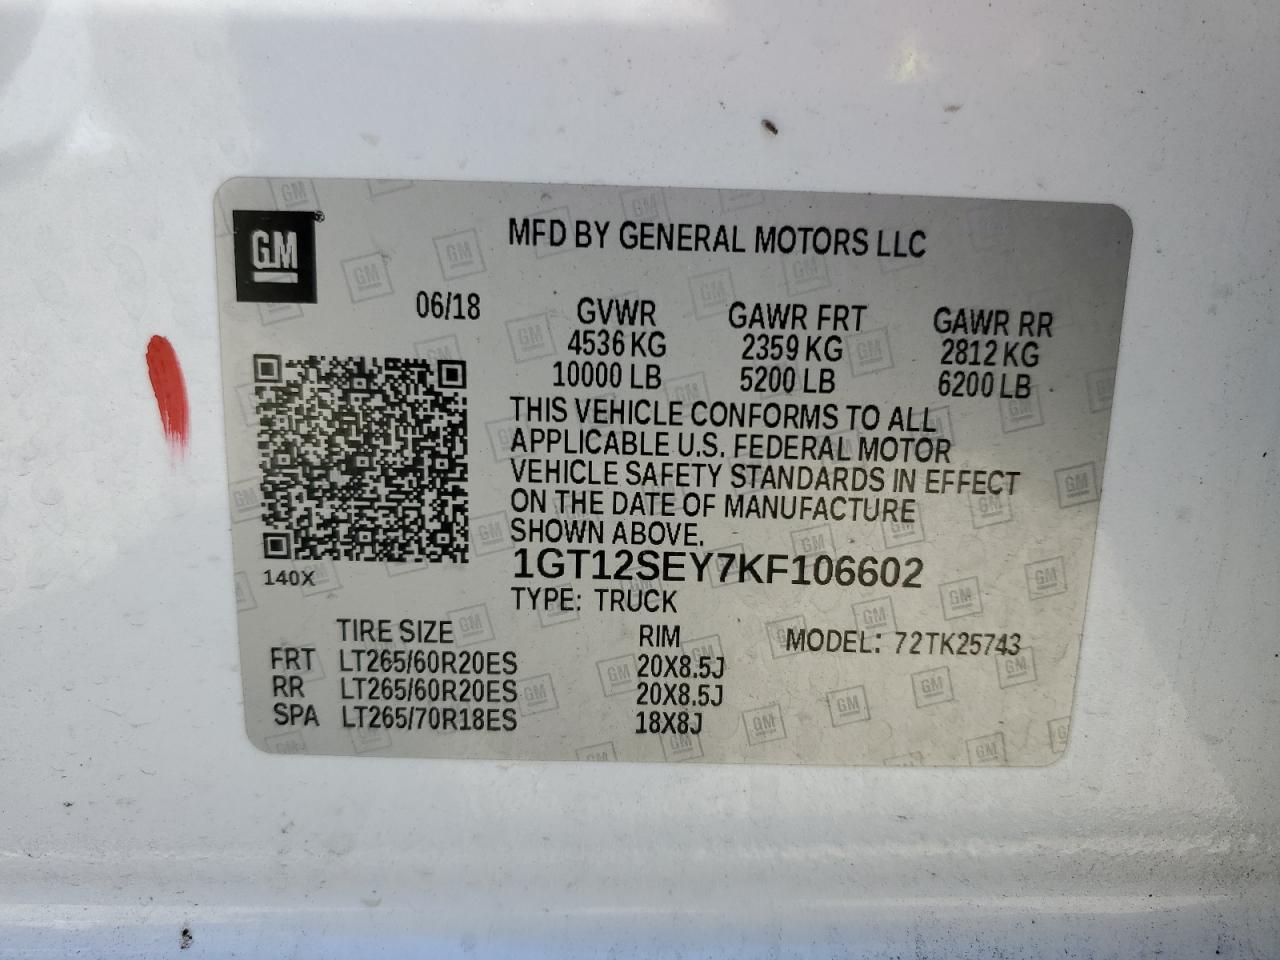 GM®
MFD BY GENERAL MOTORS LLC
06/18
GVWR GAWR FRT GAWR RR
4536 KG 2359 KG 2812 KG
10000 LB 5200 LB 6200 LB
THIS VEHICLE CONFORMS TO ALL
APPLICABLE U.S. FEDERAL MOTOR
VEHICLE SAFETY STANDARDS IN EFFECT
ON THE DATE OF MANUFACTURE
SHOWN ABOVE.
1GT12SEY7KF106602
140X
TYPE: TRUCK
TIRE SIZE RIM MODEL: 72TK25743
FRT LT265/60R20ES 20X8.5J
RR LT265/60R20ES 20X8.5J
SPA LT265/70R18ES 18X8J